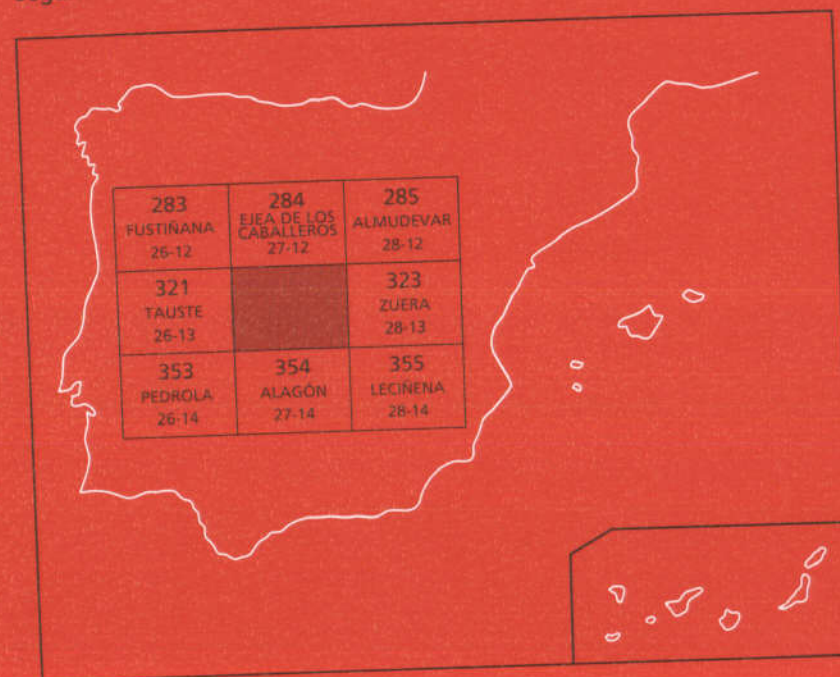 283
FUSTIÑANA
26-12
284
EJEA DE LOS
CABALLEROS
27-12
285
ALMUDEVAR
28-12
321
TAUSTE
26-13
323
ZUERA
28-13
353
PEDROLA
26-14
354
ALAGÓN
27-14
355
LECIÑENA
28-14